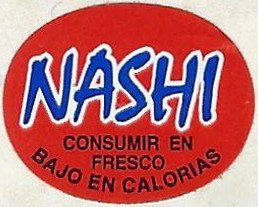 NASHI
CONSUMIR EN
FRESCO
BAJO EN CALORIAS